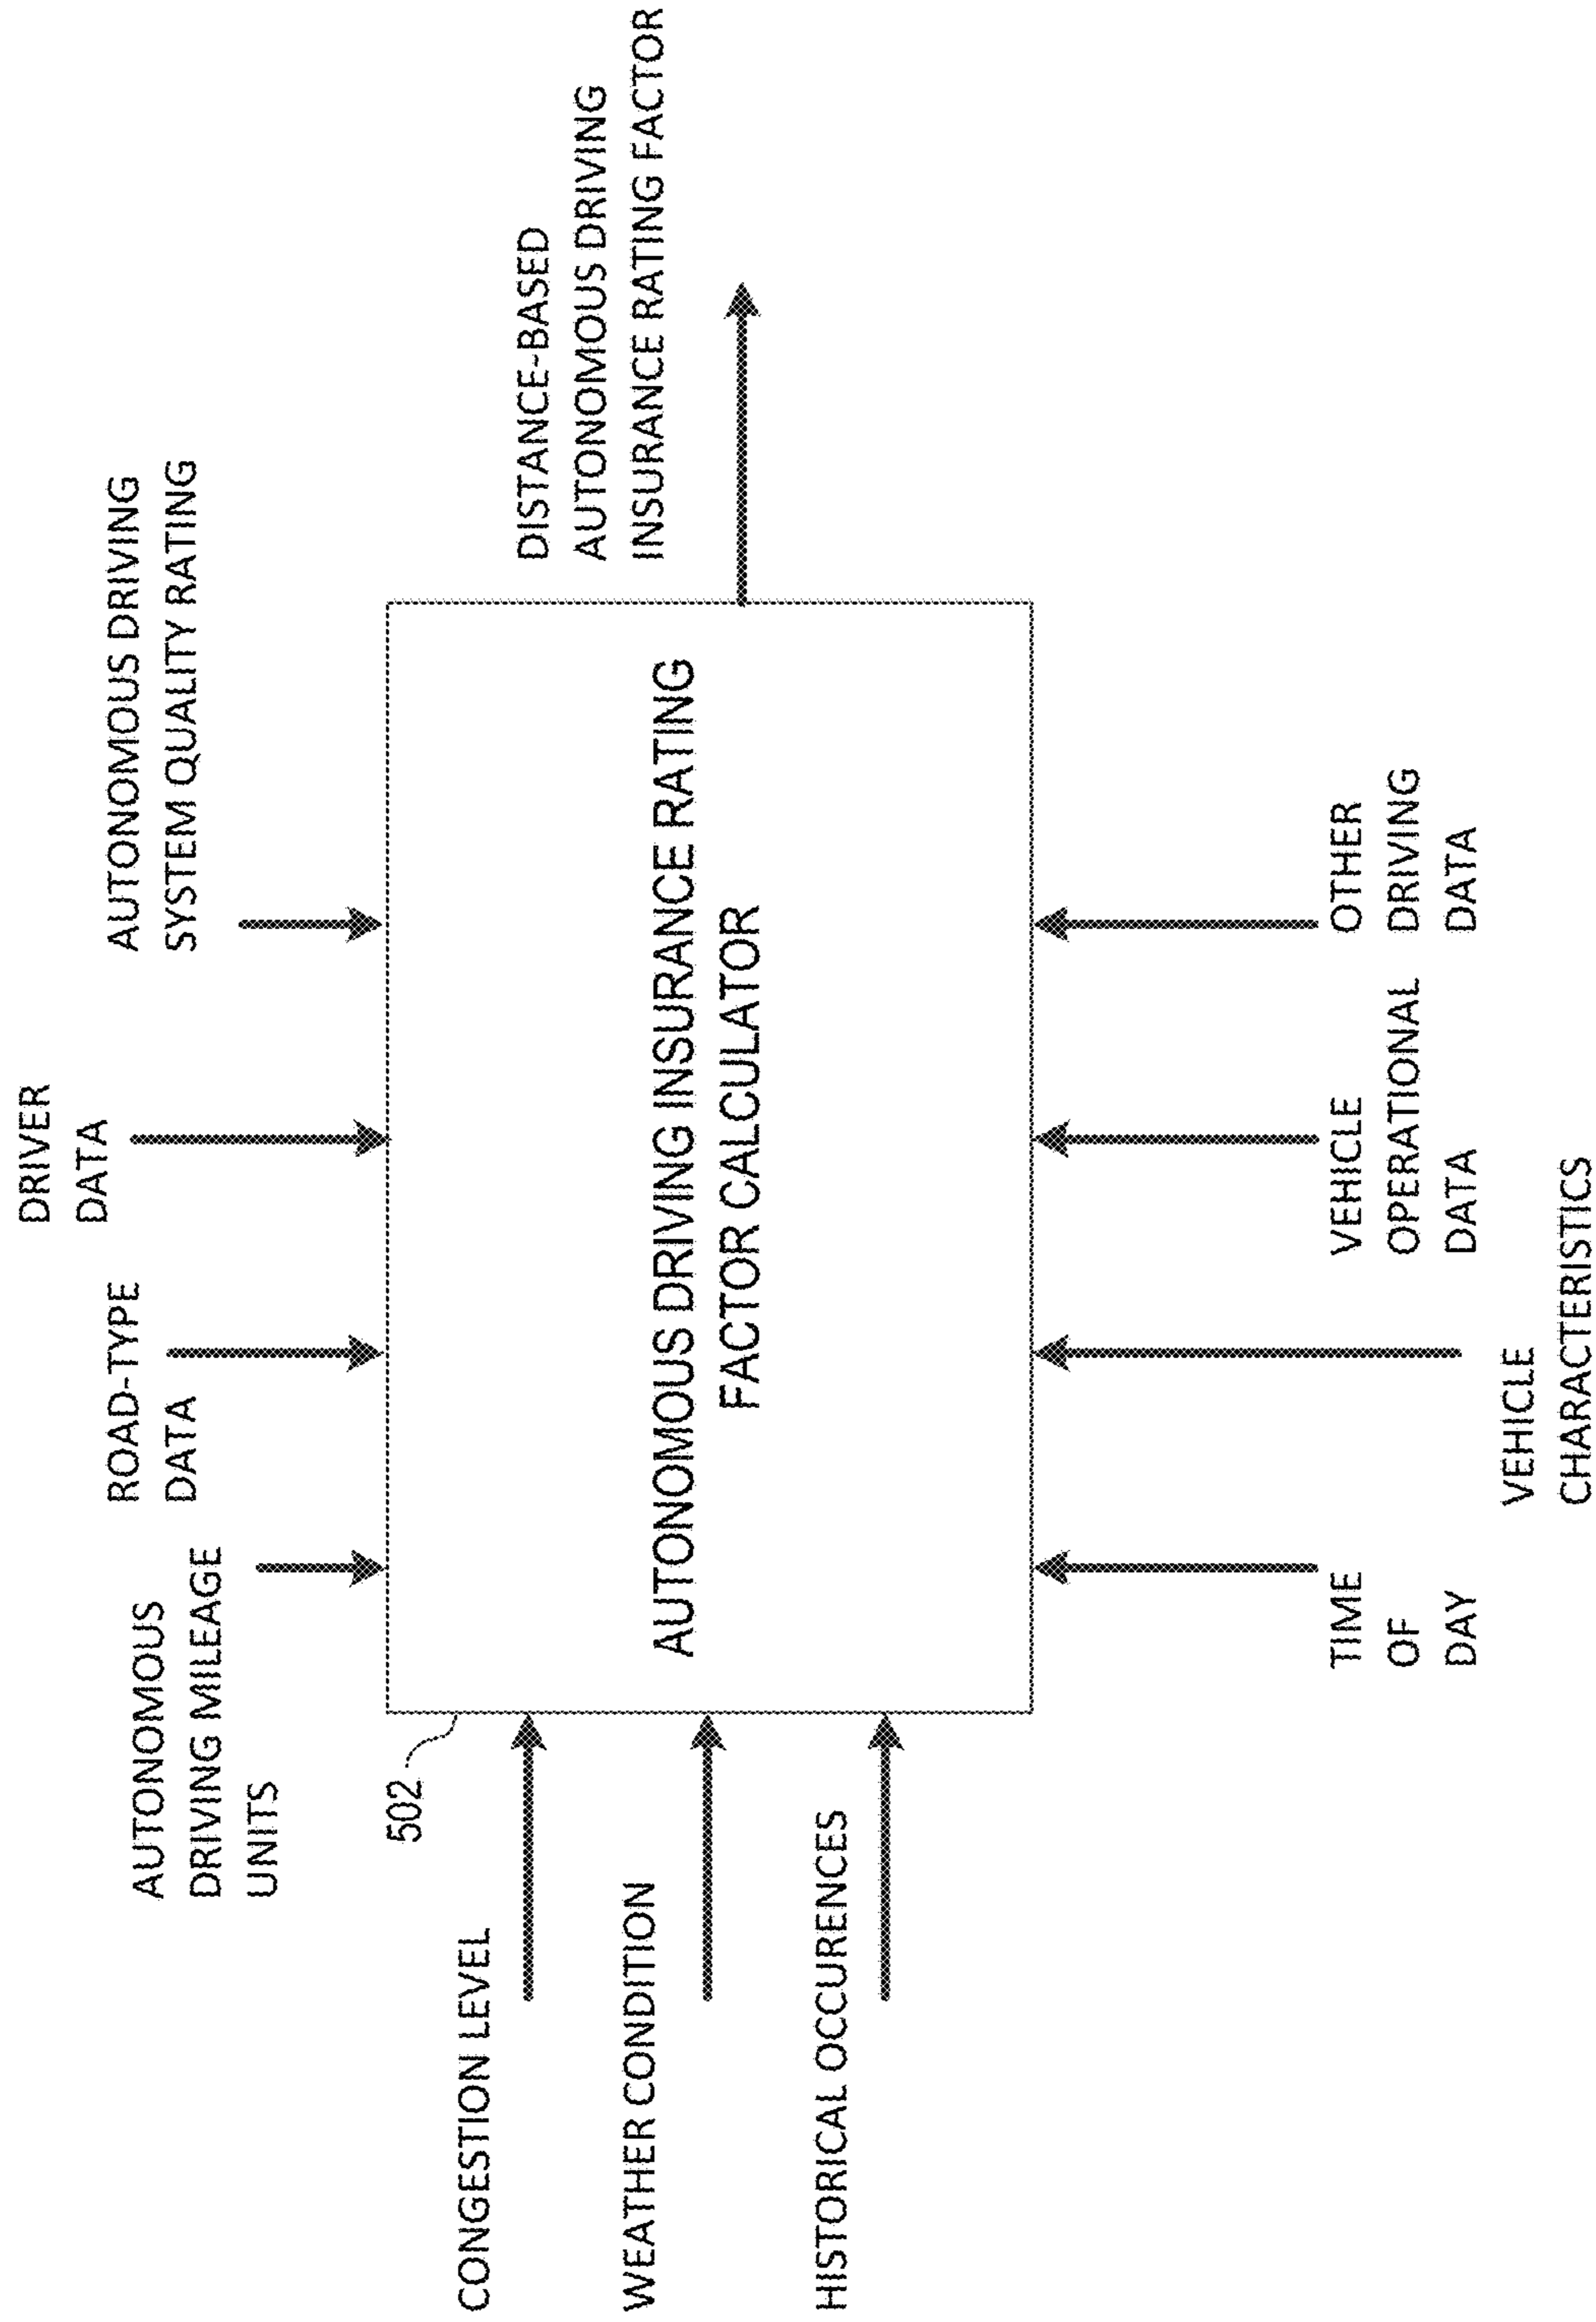 DRIVER
DATA
AUTONOMOUS
DRIVING MILEAGE
UNITS
ROAD-TYPE
DATA
AUTONOMOUS DRIVING
SYSTEM QUALITY RATING
502
CONGESTION LEVEL
WEATHER CONDITION
HISTORICAL OCCURENCES
AUTONOMOUS DRIVING INSURANCE RATING
FACTOR CALCULATOR
DISTANCE-BASED
AUTONOMOUS DRIVING
INSURANCE RATING FACTOR
TIME
OF
DAY
VEHICLE
CHARACTERISTICS
VEHICLE
OPERATIONAL
DATA
OTHER
DRIVING
DATA